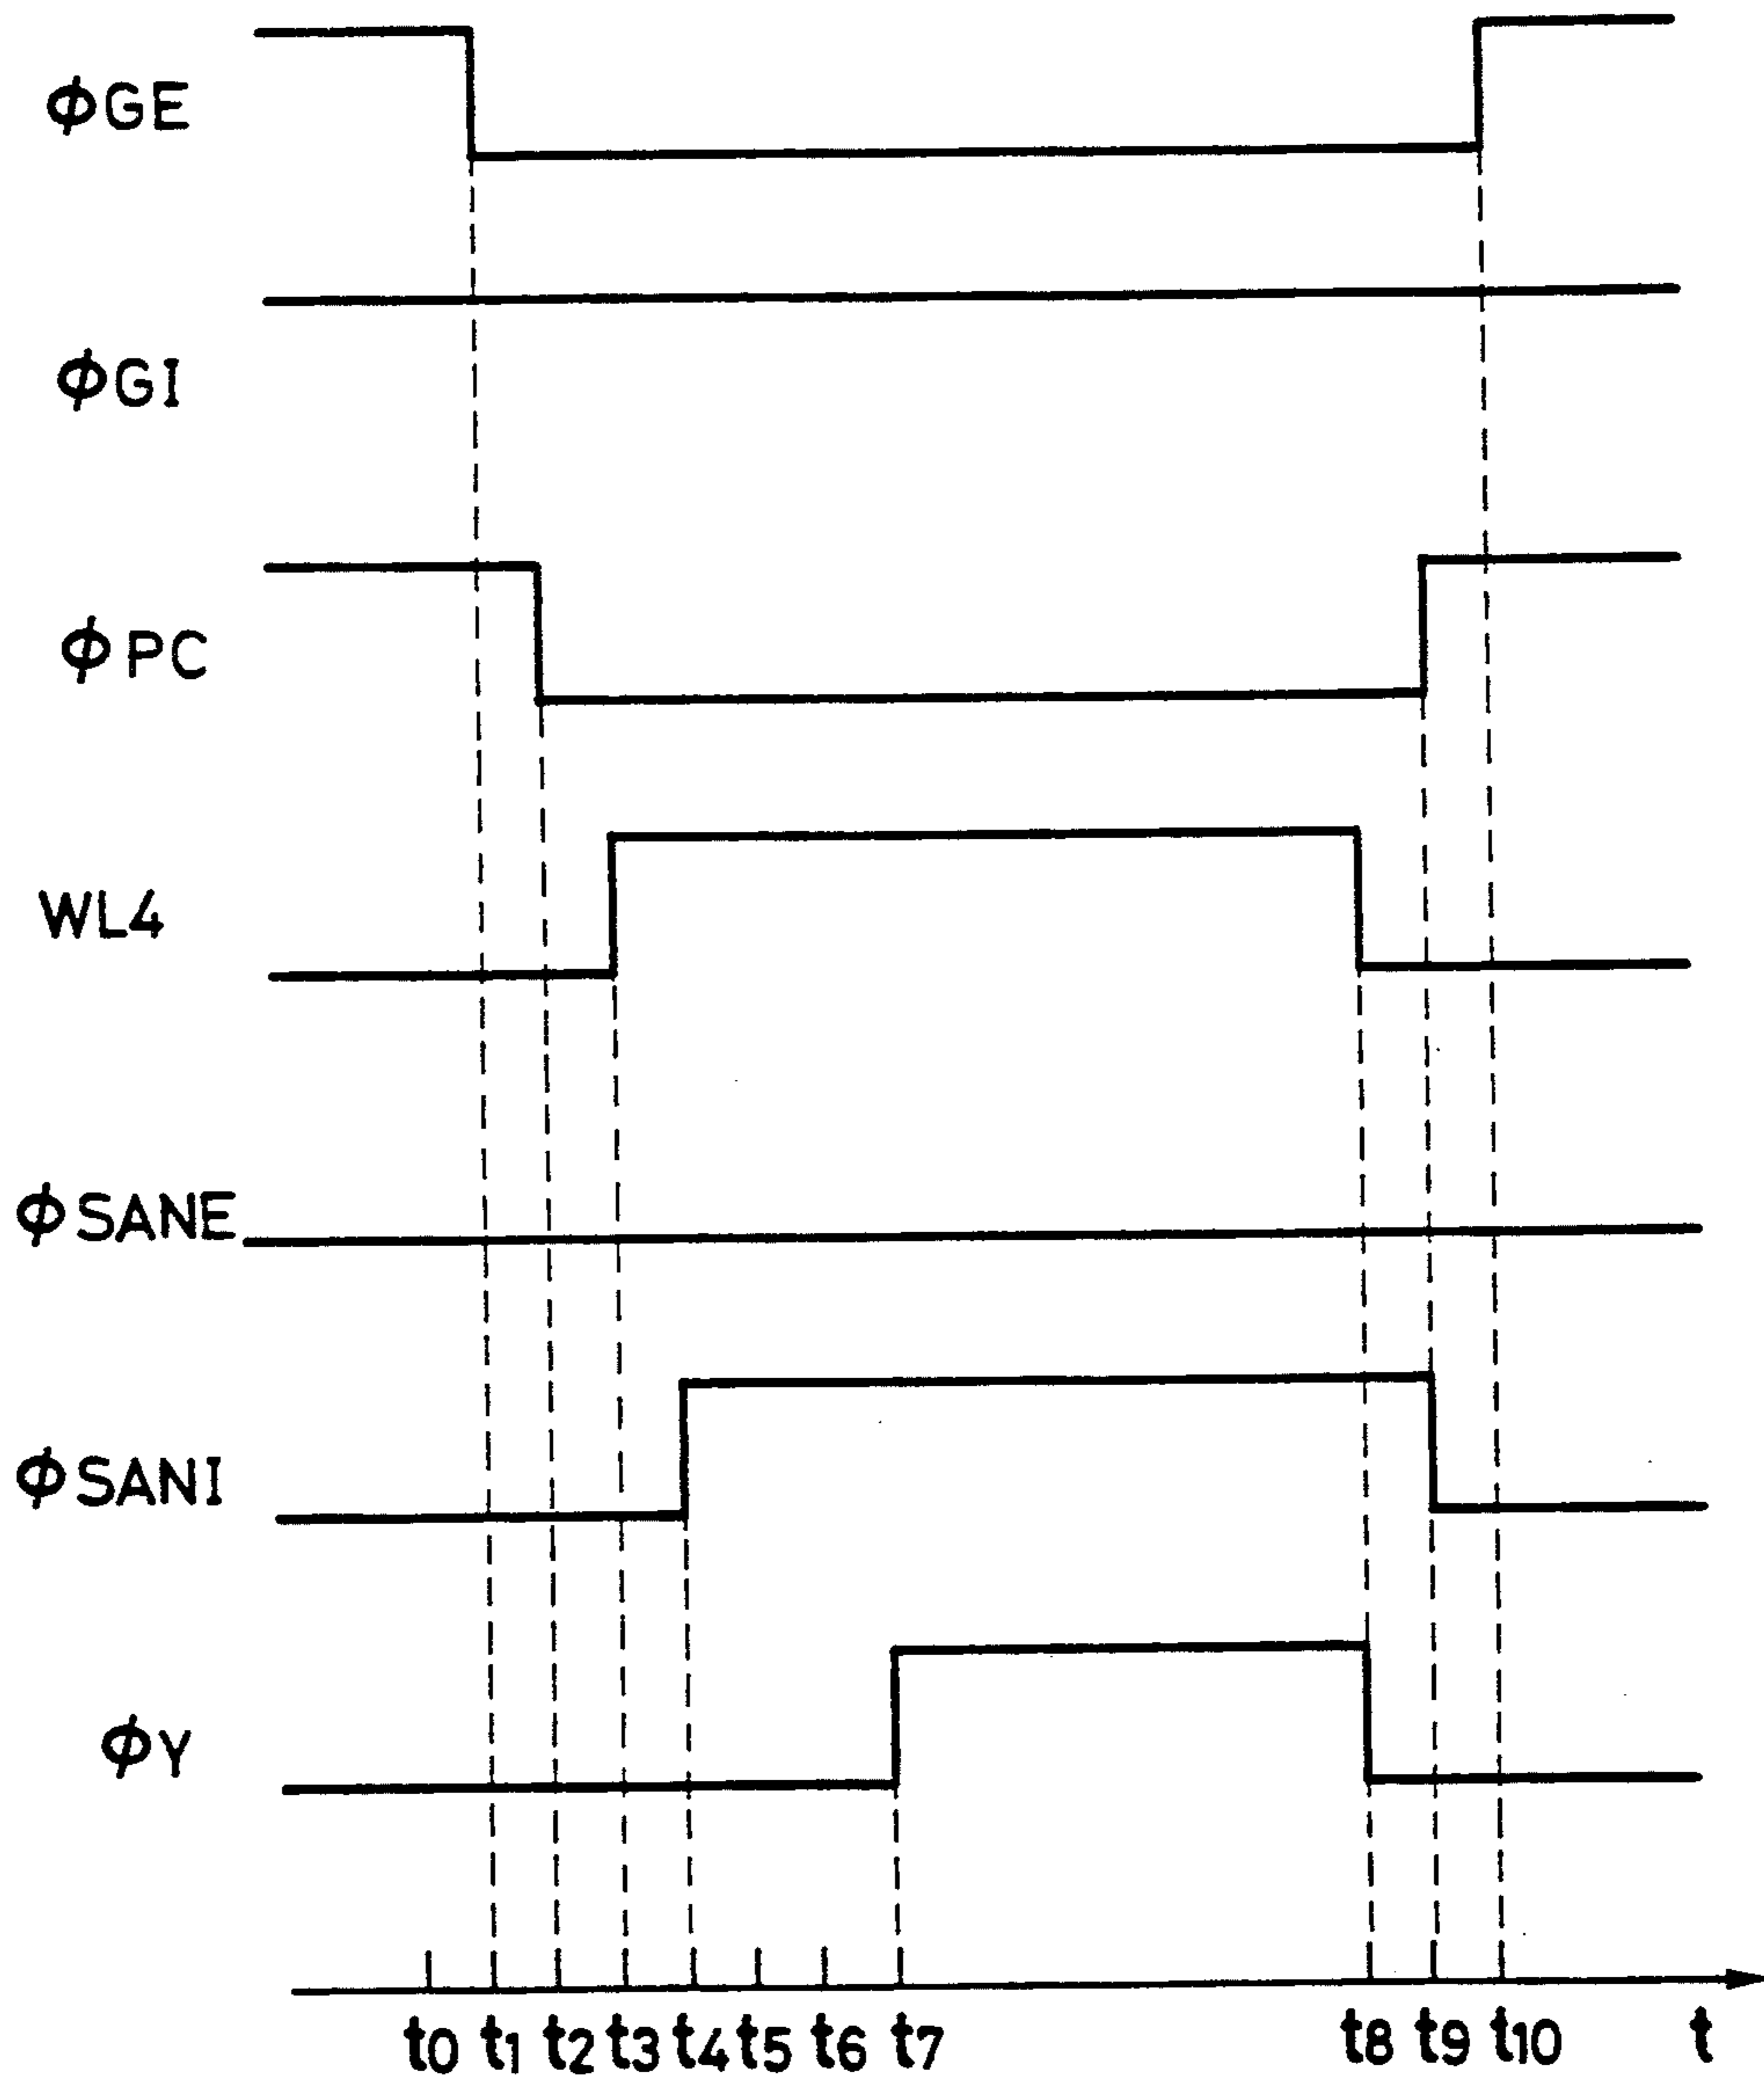 ϕGE
ϕGI
ϕPC
WL4
ϕSANE
ϕSANI
ϕY
t0 t1 t2 t3 t4 t5 t6 t7 t8 t9 t10 t